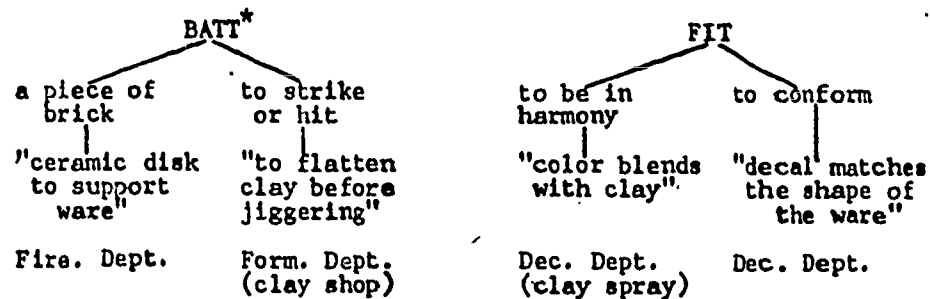 BATT*
a piece of
brick
"ceramic disk
to support
ware"
Fire. Dept.
to strike
or hit
"to flatten
clay before
jiggering"
Form. Dept.
(clay shop)
FIT
to be in
harmony
"color blends
with clay"
Dec. Dept.
(clay spray)
to conform
"decal matches
the shape of
the ware"
Dec. Dept.